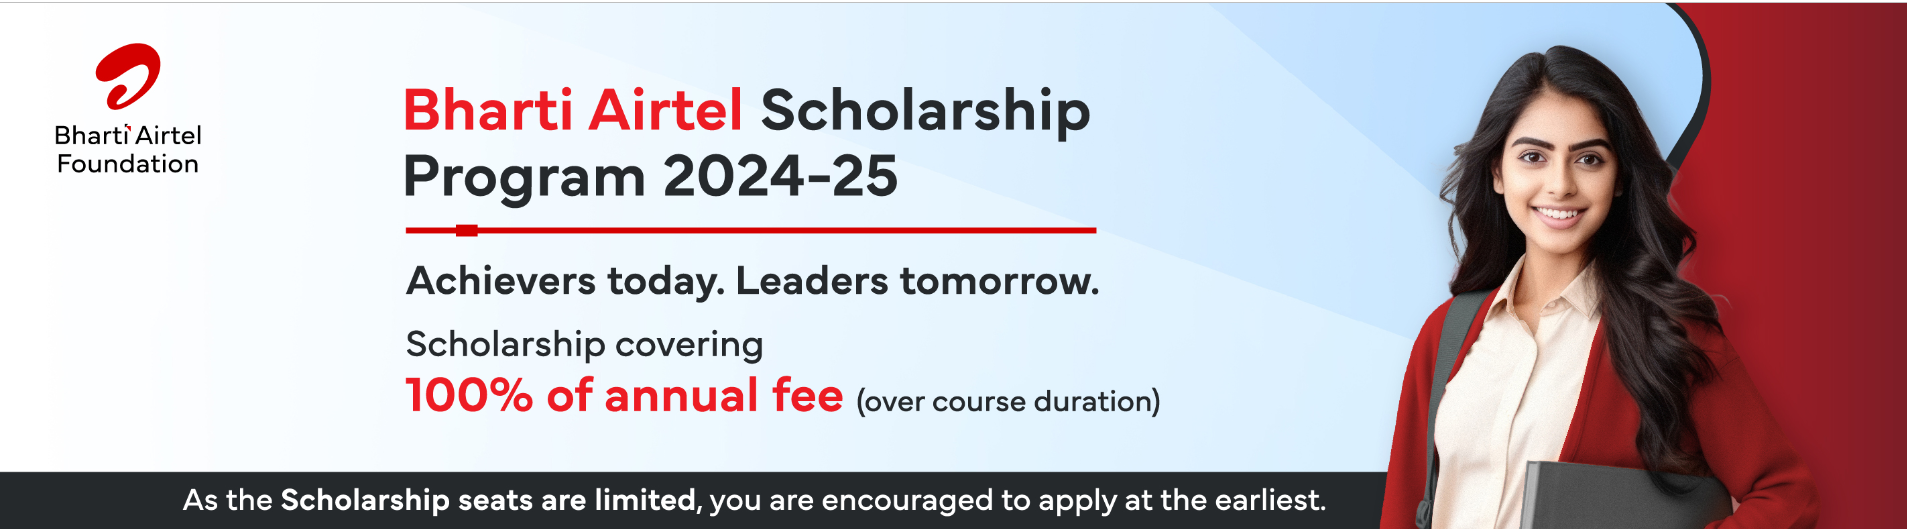 Bharti Airtel
Foundation
Bharti Airtel Scholarship
Program 2024-25
Achievers today. Leaders tomorrow.
Scholarship covering
100% of annual fee (over course duration)
As the Scholarship seats are limited, you are encouraged to apply at the earliest.